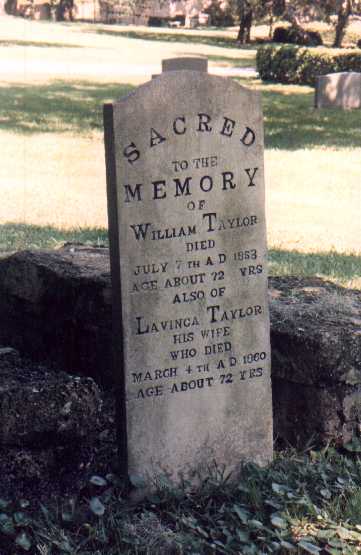 SACRED
TO THE
MEMORY
OF
WILLIAM TAYLOR
DIED
JULY 7TH A.D 1853
AGE ABOUT 72 YRS
ALSO OF
LAVINCA TAYLOR
HIS WIFE
WHO DIED
MARCH 4TH A.D. 1860
AGE ABOUT 72 YRS